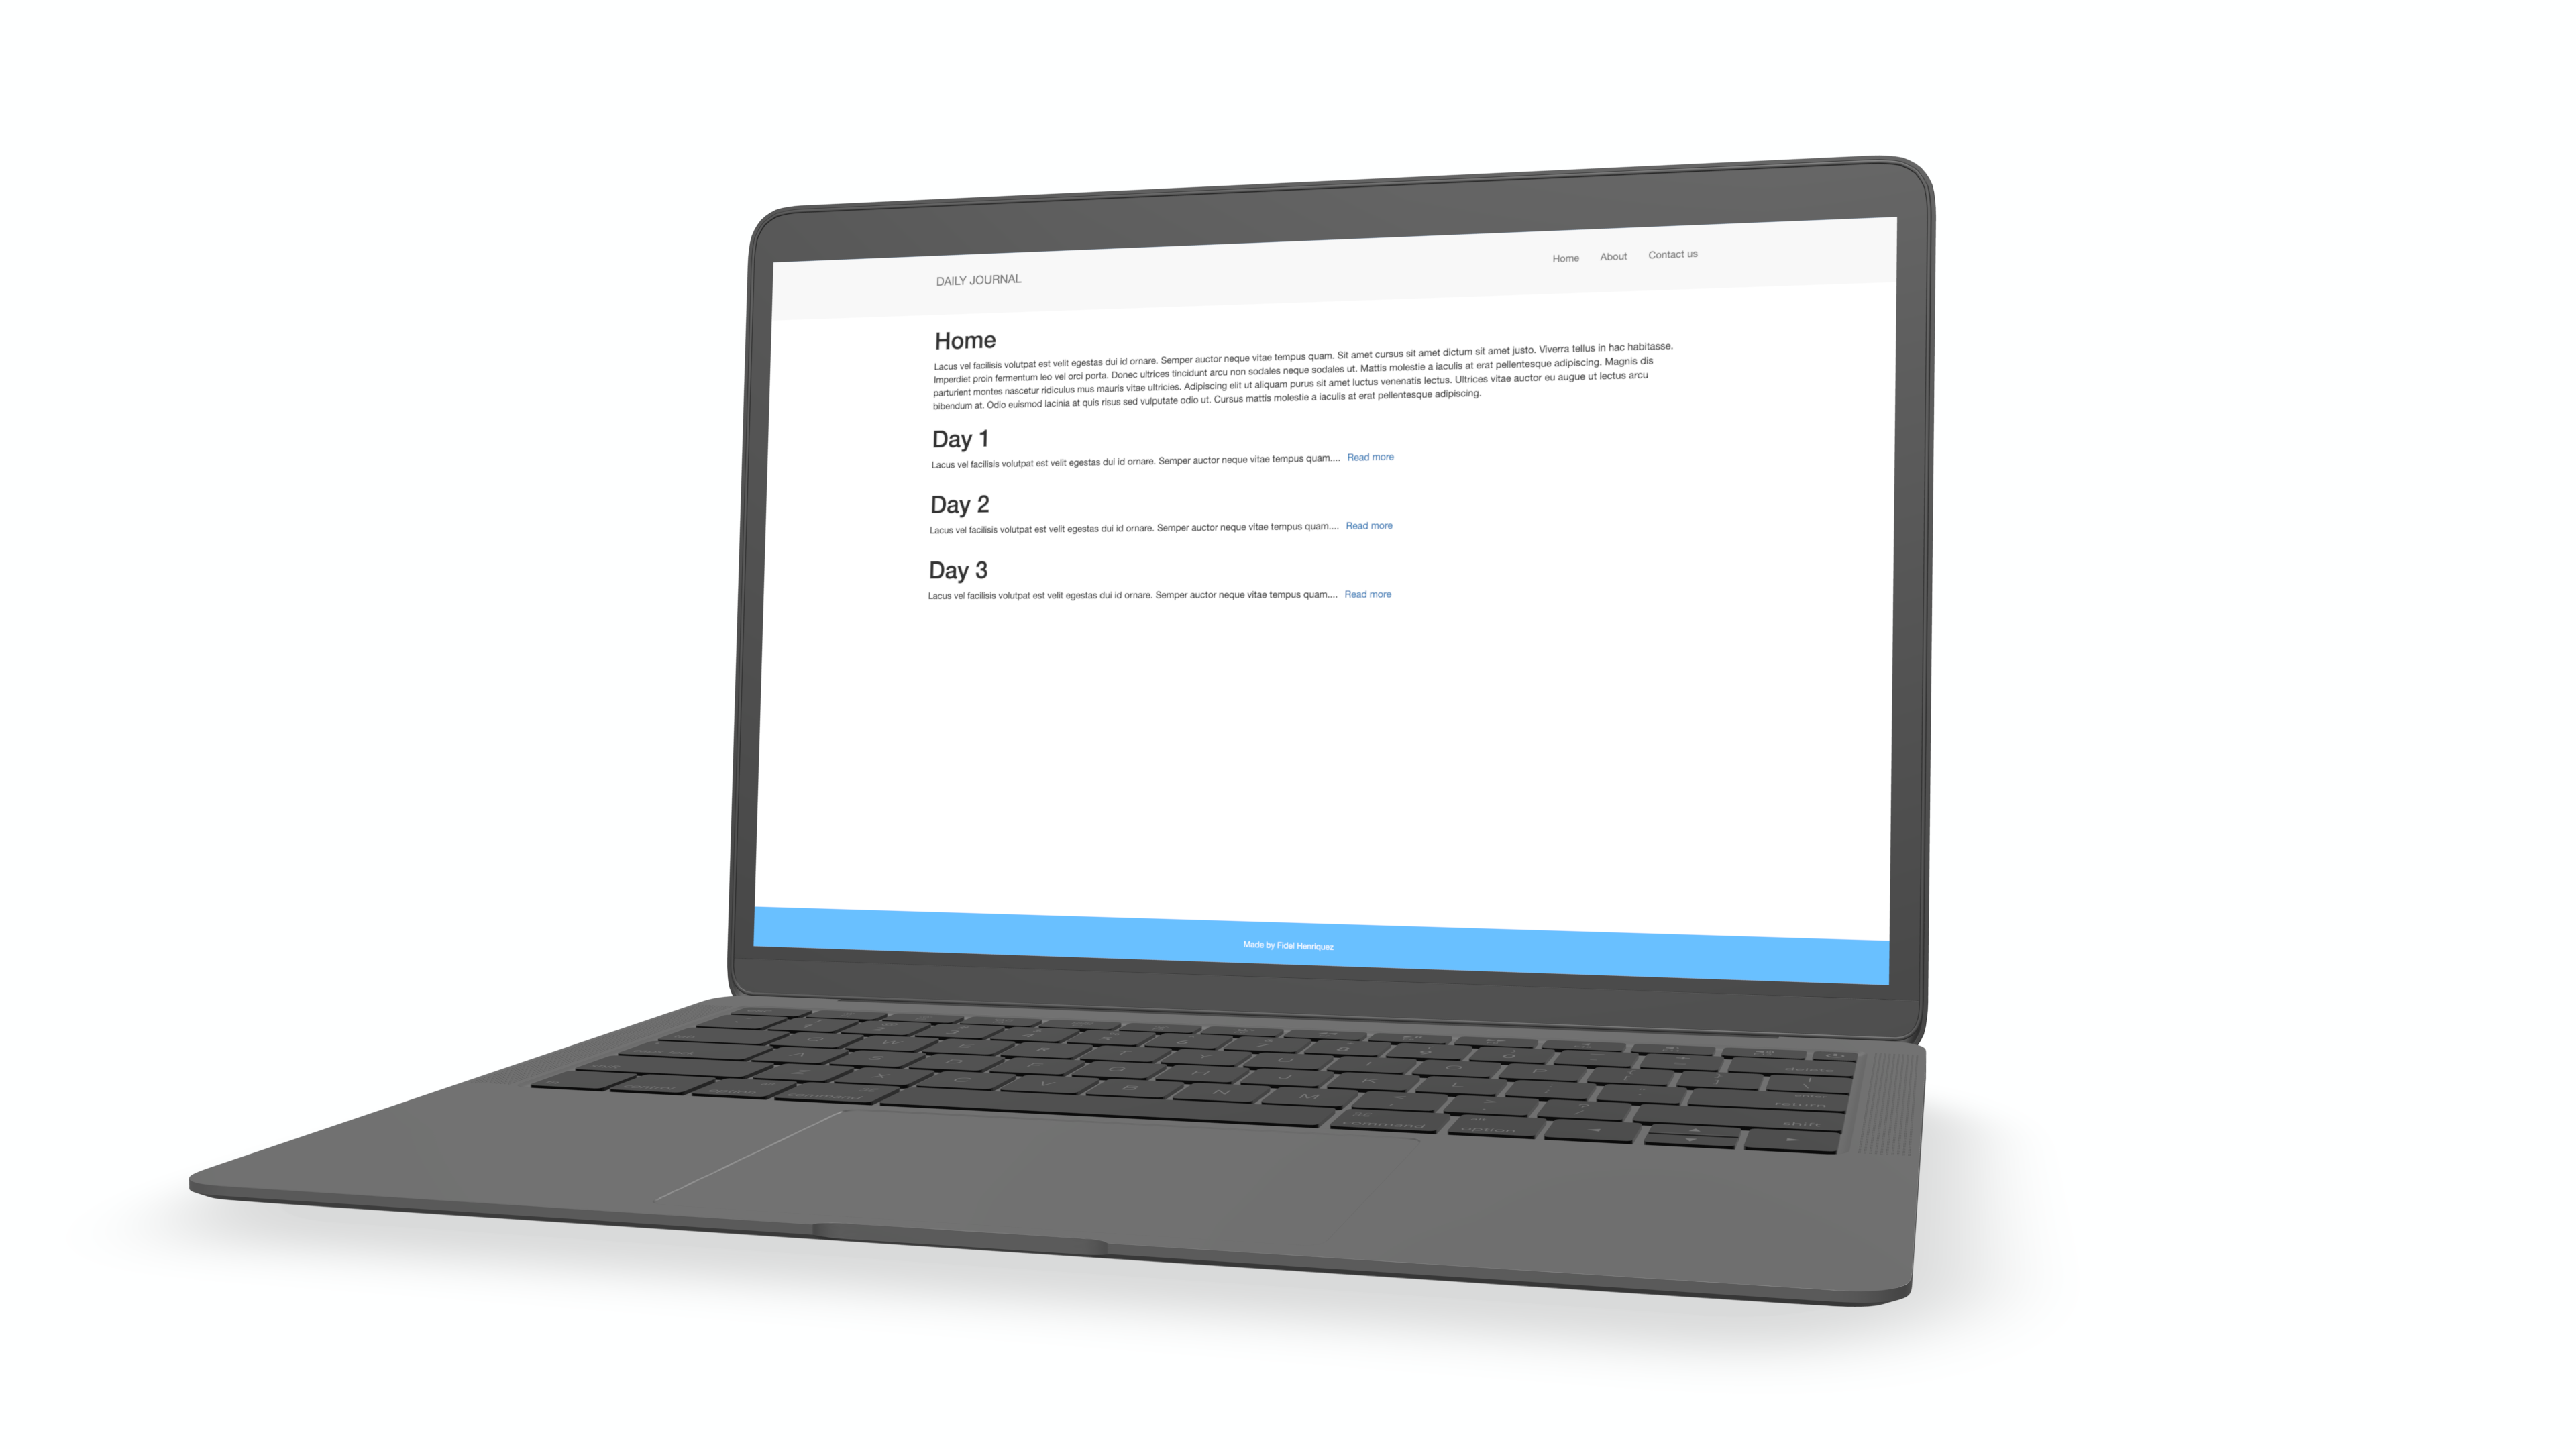 DAILY JOURNAL
Home About Contact us
Home
Lacus vel facilisis volutpat est velit egestas dui id ornare. Semper auctor neque vitae tempus quam. Sit amet cursus sit amet dictum sit amet justo. Viverra tellus in hac habitasse.
Imperdiet proin fermentum leo vel orci porta. Donec ultrices tincidunt arcu non sodales neque sodales ut. Mattis molestie a iaculis at erat pellentesque adipiscing. Magnis dis
parturient montes nascetur ridiculus mus mauris vitae ultricies. Adipiscing elit ut aliquam purus sit amet luctus venenatis lectus. Ultrices vitae auctor eu augue ut lectus arcu
bibendum at. Odio euismod lacinia at quis risus sed vulputate odio ut. Cursus mattis molestie a iaculis at erat pellentesque adipiscing.
Day 1
Lacus vel facilisis volutpat est velit egestas dui id ornare. Semper auctor neque vitae tempus quam.... Read more
Day 2
Lacus vel facilisis volutpat est velit egestas dui id ornare. Semper auctor neque vitae tempus quam.... Read more
Day 3
Lacus vel facilisis volutpat est velit egestas dui id ornare. Semper auctor neque vitae tempus quam.... Read more
Made by Fidel Henriquez
Q W E R T Y U I O P
delete
A S D F G H J K L
return
Z X C V B N M
shift
control option command command option